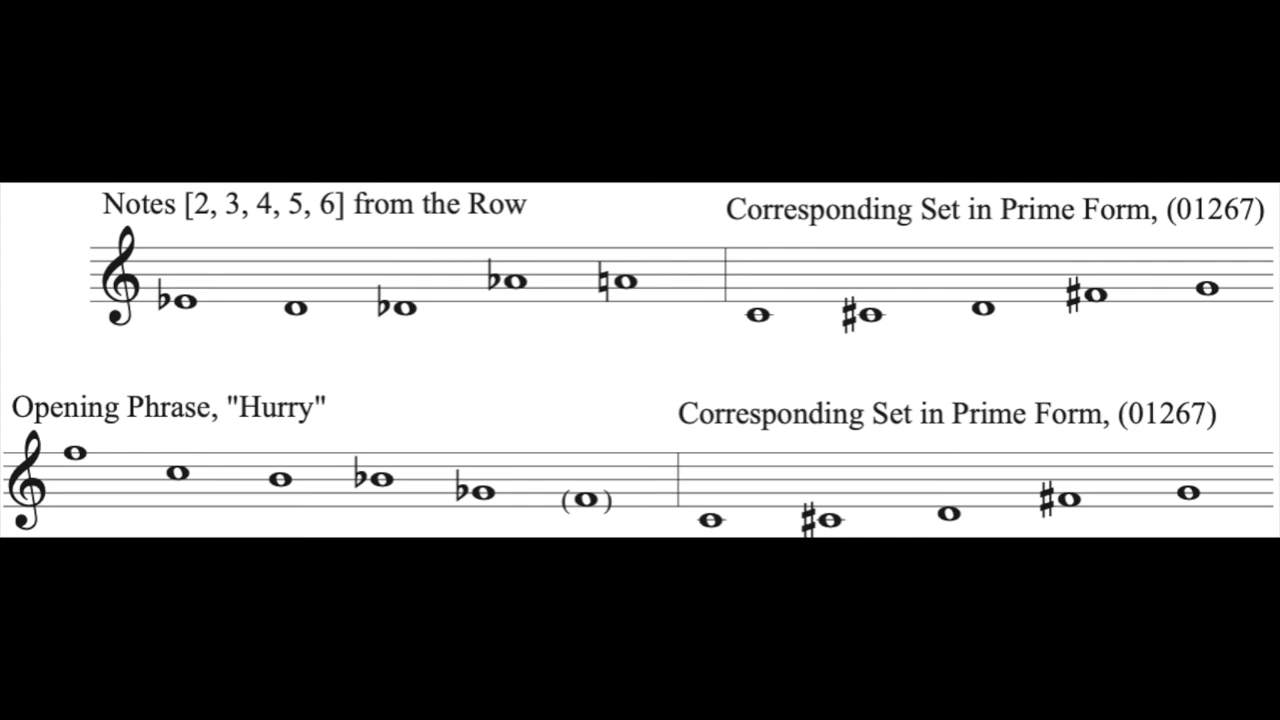 Notes [2, 3, 4, 5, 6] from the Row
Corresponding Set in Prime Form, (01267)
Opening Phrase, "Hurry"
Corresponding Set in Prime Form, (01267)